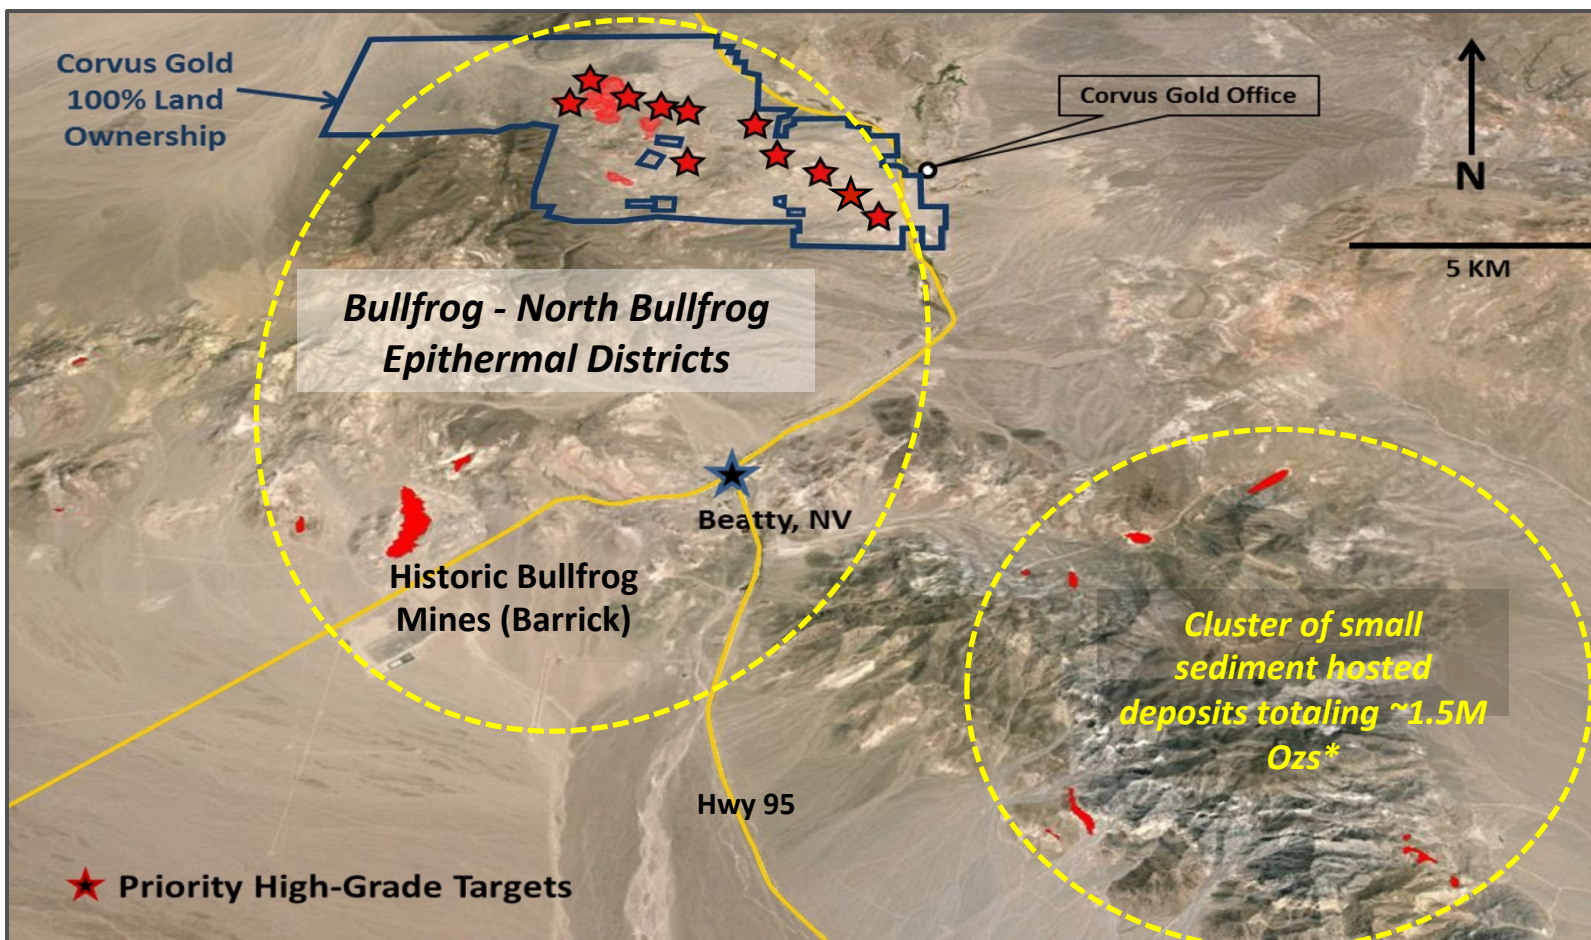 Corvus Gold
100% Land
Ownership
Corvus Gold Office
N
5 KM
Bullfrog - North Bullfrog
Epithermal Districts
Beatty, NV
Historic Bullfrog
Mines (Barrick)
Cluster of small
sediment hosted
deposits totaling ~1.5M
Ozs*
Hwy 95
Priority High-Grade Targets